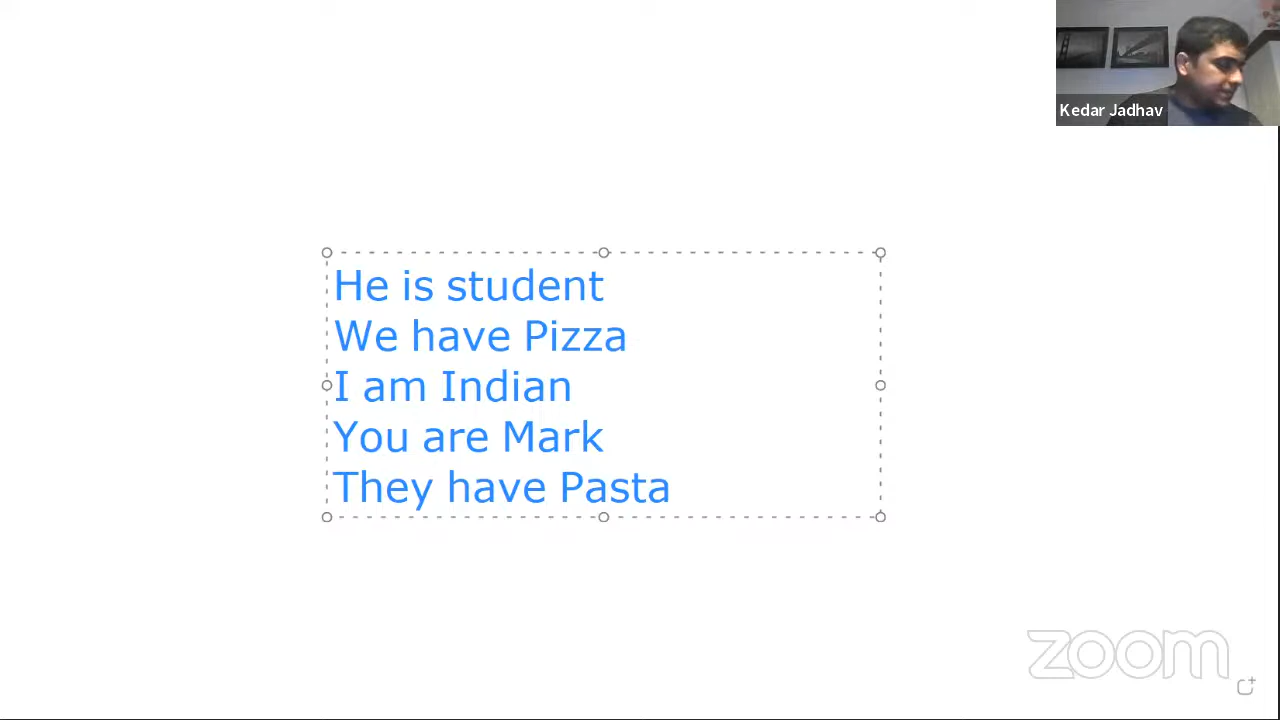 Kedar Jadhav
He is student
We have Pizza
I am Indian
You are Mark
They have Pasta
zoom